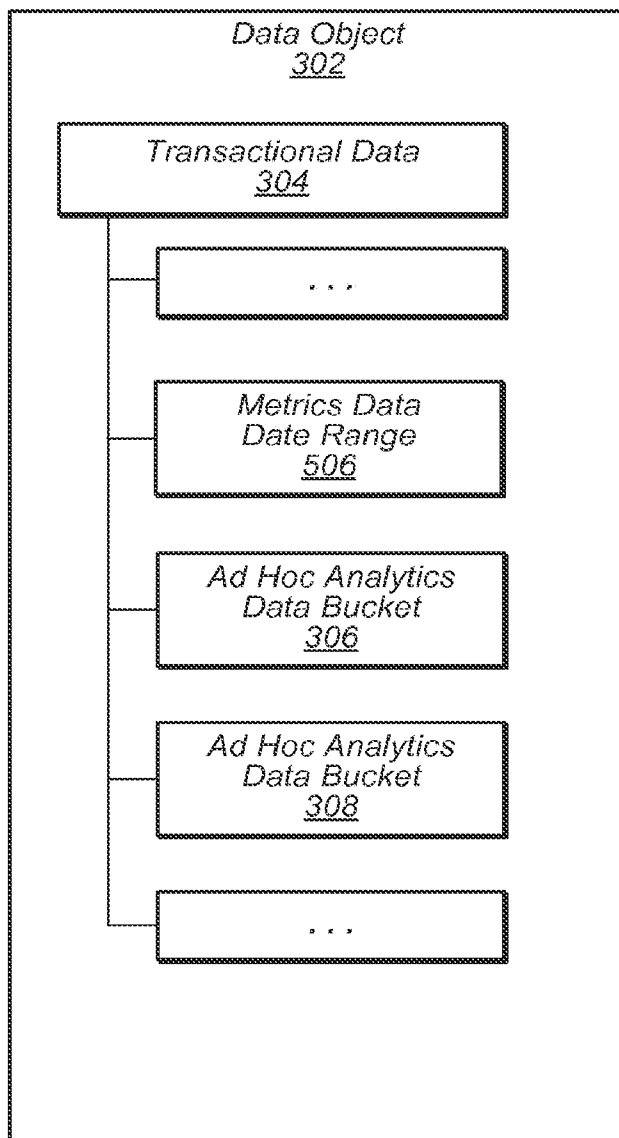 Data Object
302
Transactional Data
304
. . .
Metrics Data
Date Range
506
Ad Hoc Analytics
Data Bucket
306
Ad Hoc Analytics
Data Bucket
308
. . .